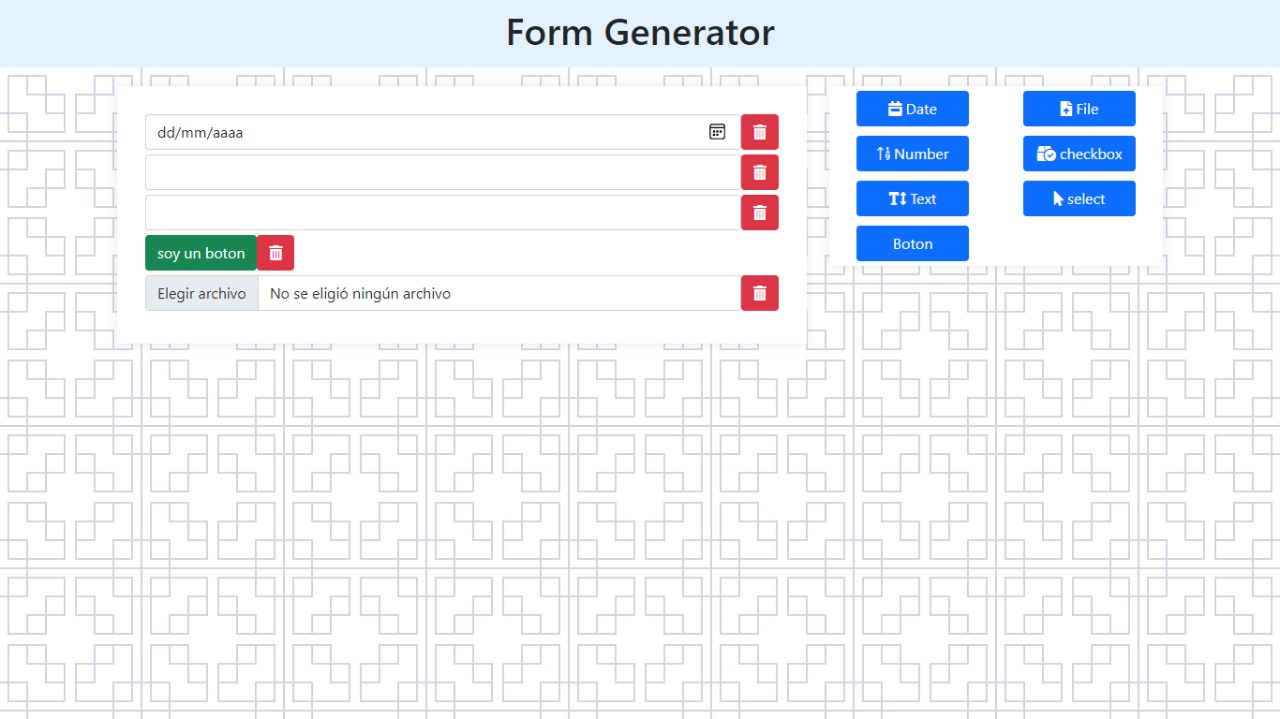 Form Generator
dd/mm/aaaa
soy un boton
Elegir archivo No se eligió ningún archivo
Date
File
Number
checkbox
Text
select
Boton